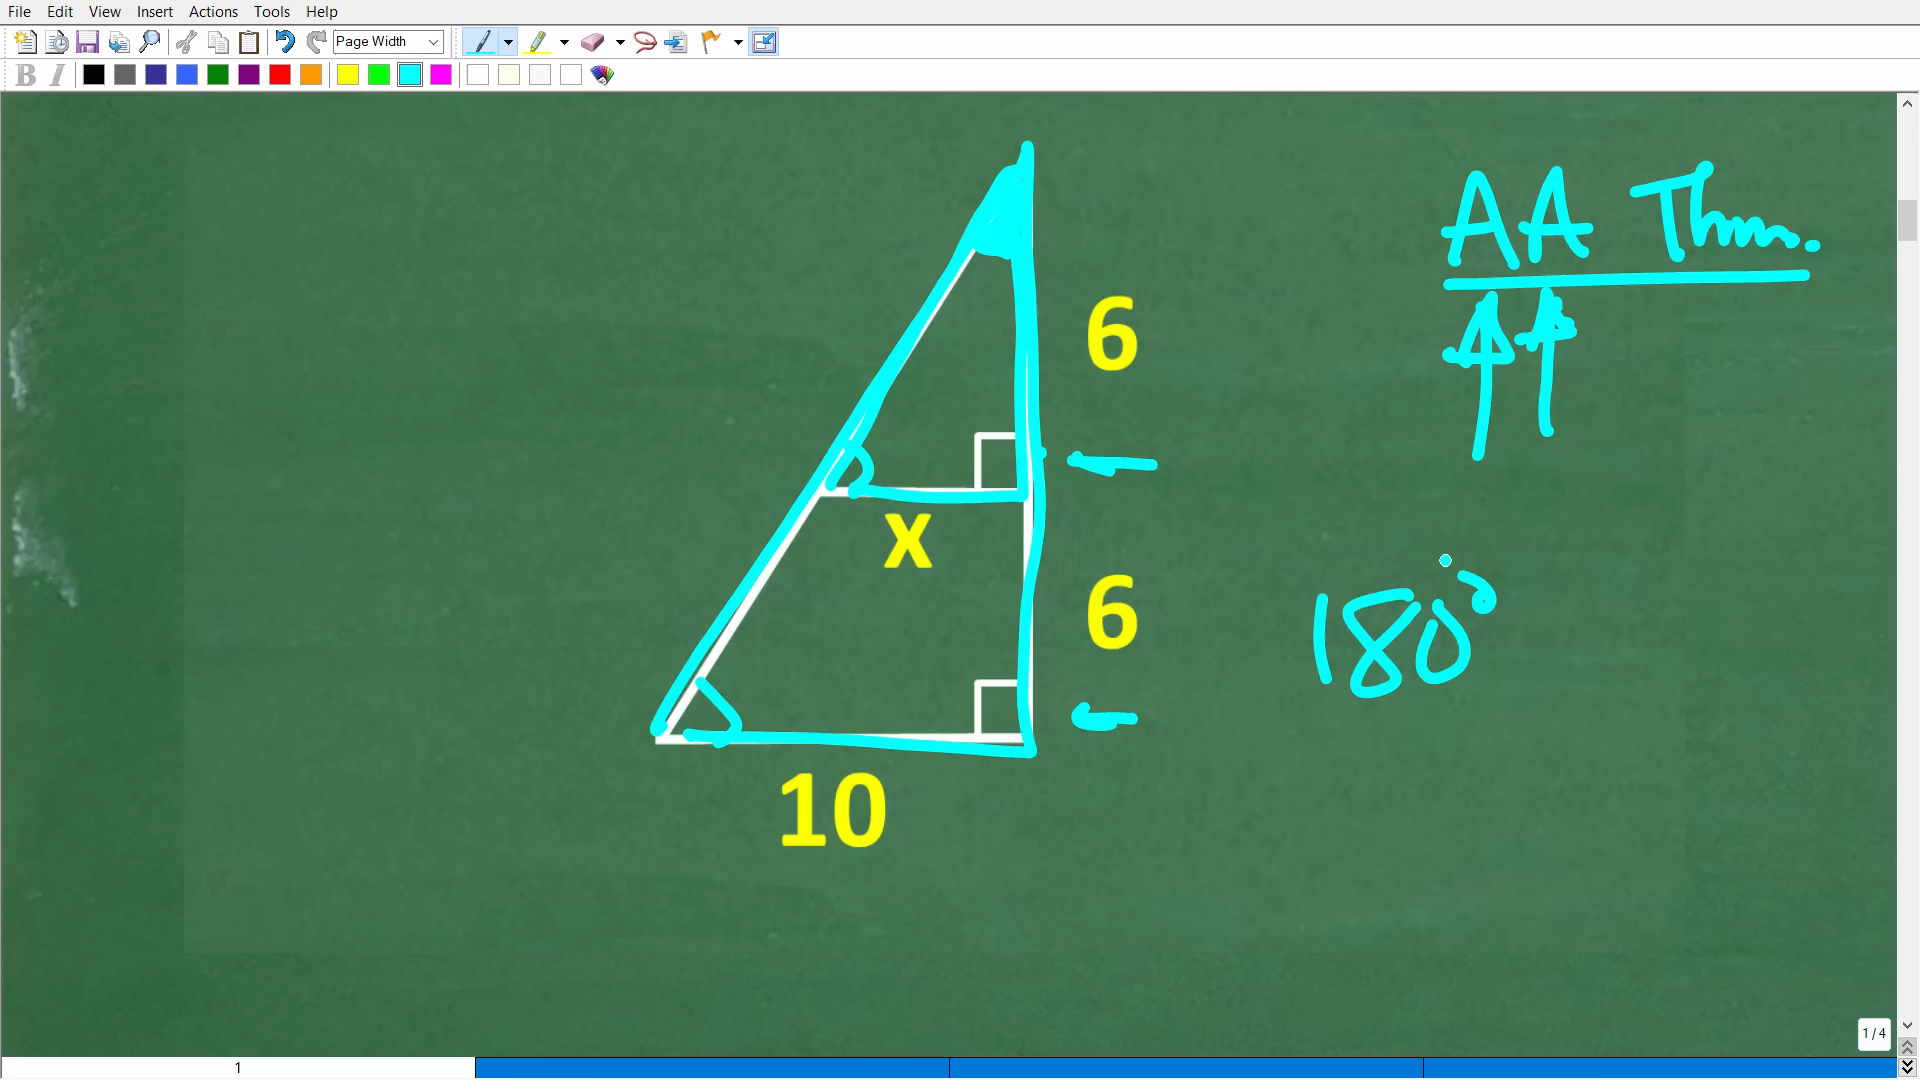 File Edit View Insert Actions Tools Help
Page Width
B I
AA Thm.
6
x
6
180°
10
1 / 4
1